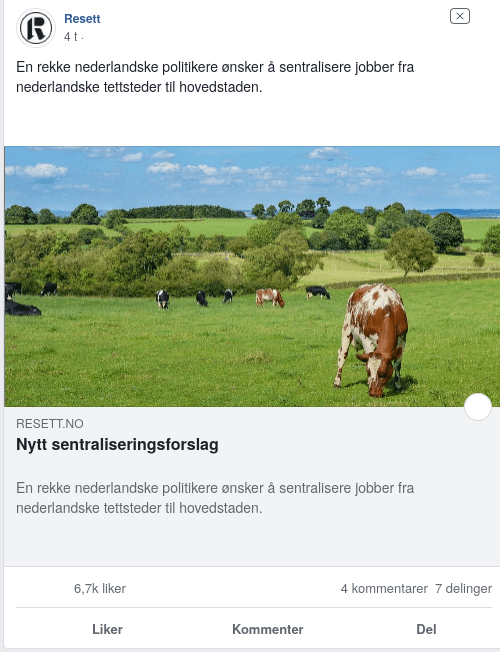 Resett
4 t ·
En rekke nederlandske politikere ønsker å sentralisere jobber fra
nederlandske tettsteder til hovedstaden.
RESETT.NO
Nytt sentraliseringsforslag
En rekke nederlandske politikere ønsker å sentralisere jobber fra
nederlandske tettsteder til hovedstaden.
6,7k liker 4 kommentarer 7 delinger
Liker Kommenter Del